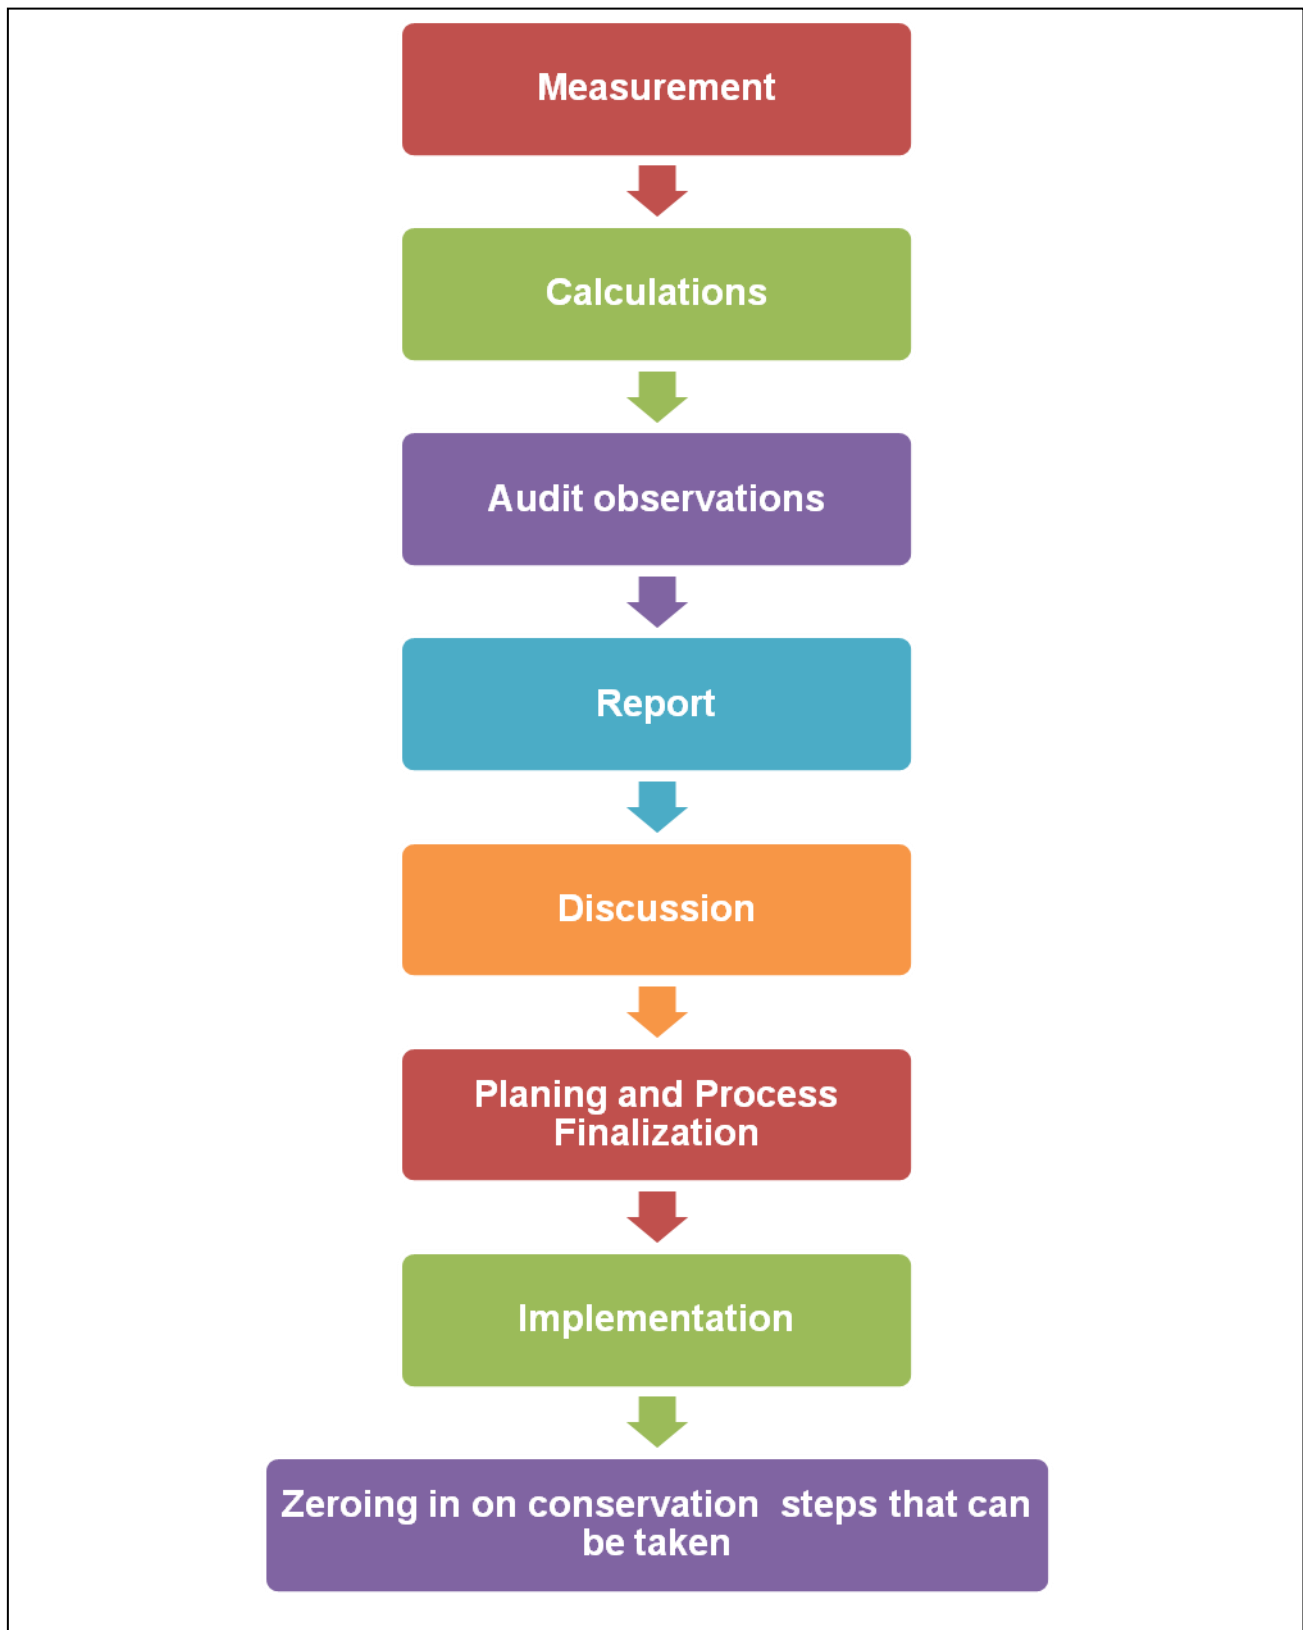 Measurement
Calculations
Audit observations
Report
Discussion
Planing and Process
Finalization
Implementation
Zeroing in on conservation  steps that can
be taken